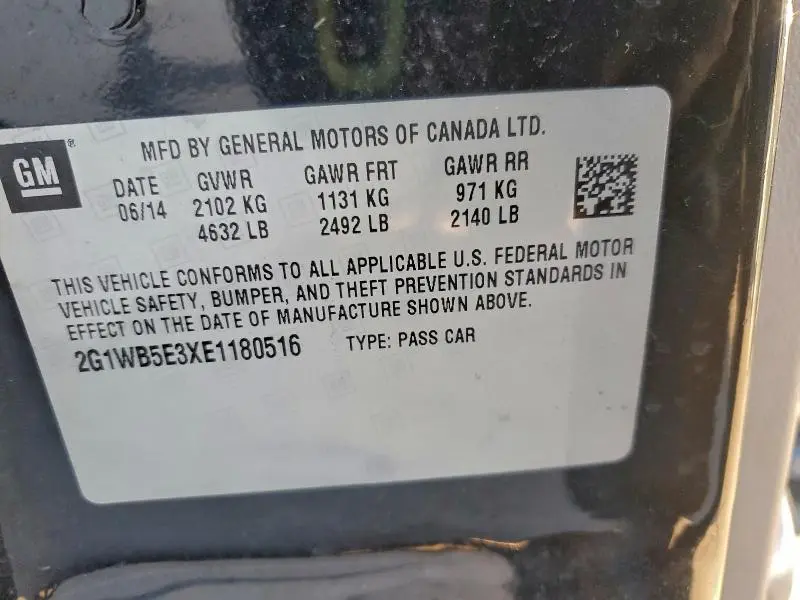 MFD BY GENERAL MOTORS OF CANADA LTD.
GM®
DATE GVWR GAWR FRT GAWR RR
06/14 2102 KG 1131 KG 971 KG
4632 LB 2492 LB 2140 LB
THIS VEHICLE CONFORMS TO ALL APPLICABLE U.S. FEDERAL MOTOR
VEHICLE SAFETY, BUMPER, AND THEFT PREVENTION STANDARDS IN
EFFECT ON THE DATE OF MANUFACTURE SHOWN ABOVE.
2G1WB5E3XE1180516 TYPE: PASS CAR